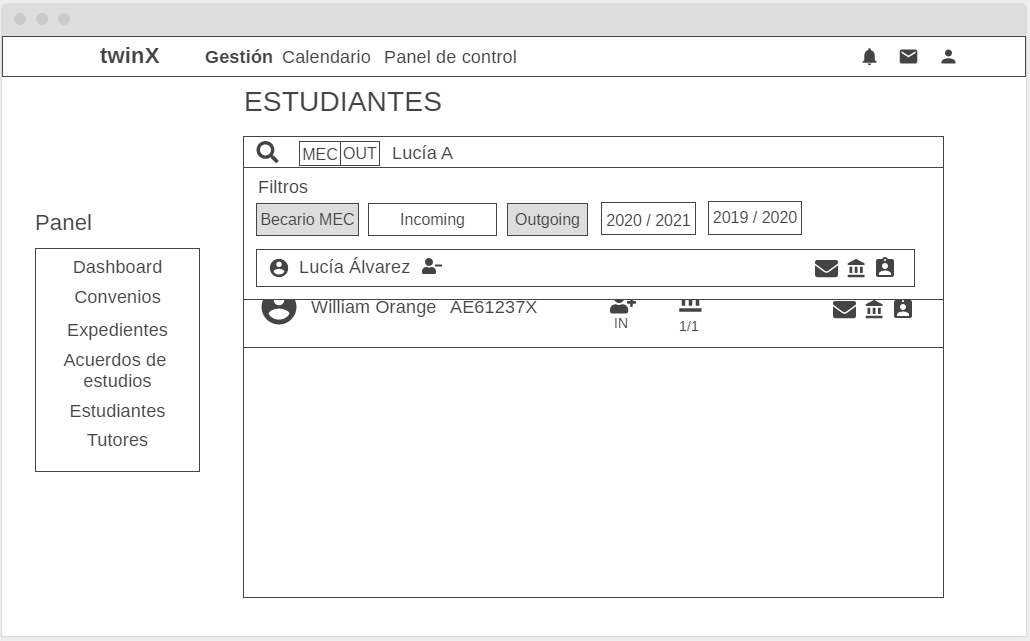 twinX Gestión Calendario Panel de control
ESTUDIANTES
MEC OUT Lucía A
Filtros
Becario MEC Incoming Outgoing 2020 / 2021 2019 / 2020
Lucía Álvarez
William Orange AE61237X
IN 1/1
Panel
Dashboard
Convenios
Expedientes
Acuerdos de
estudios
Estudiantes
Tutores